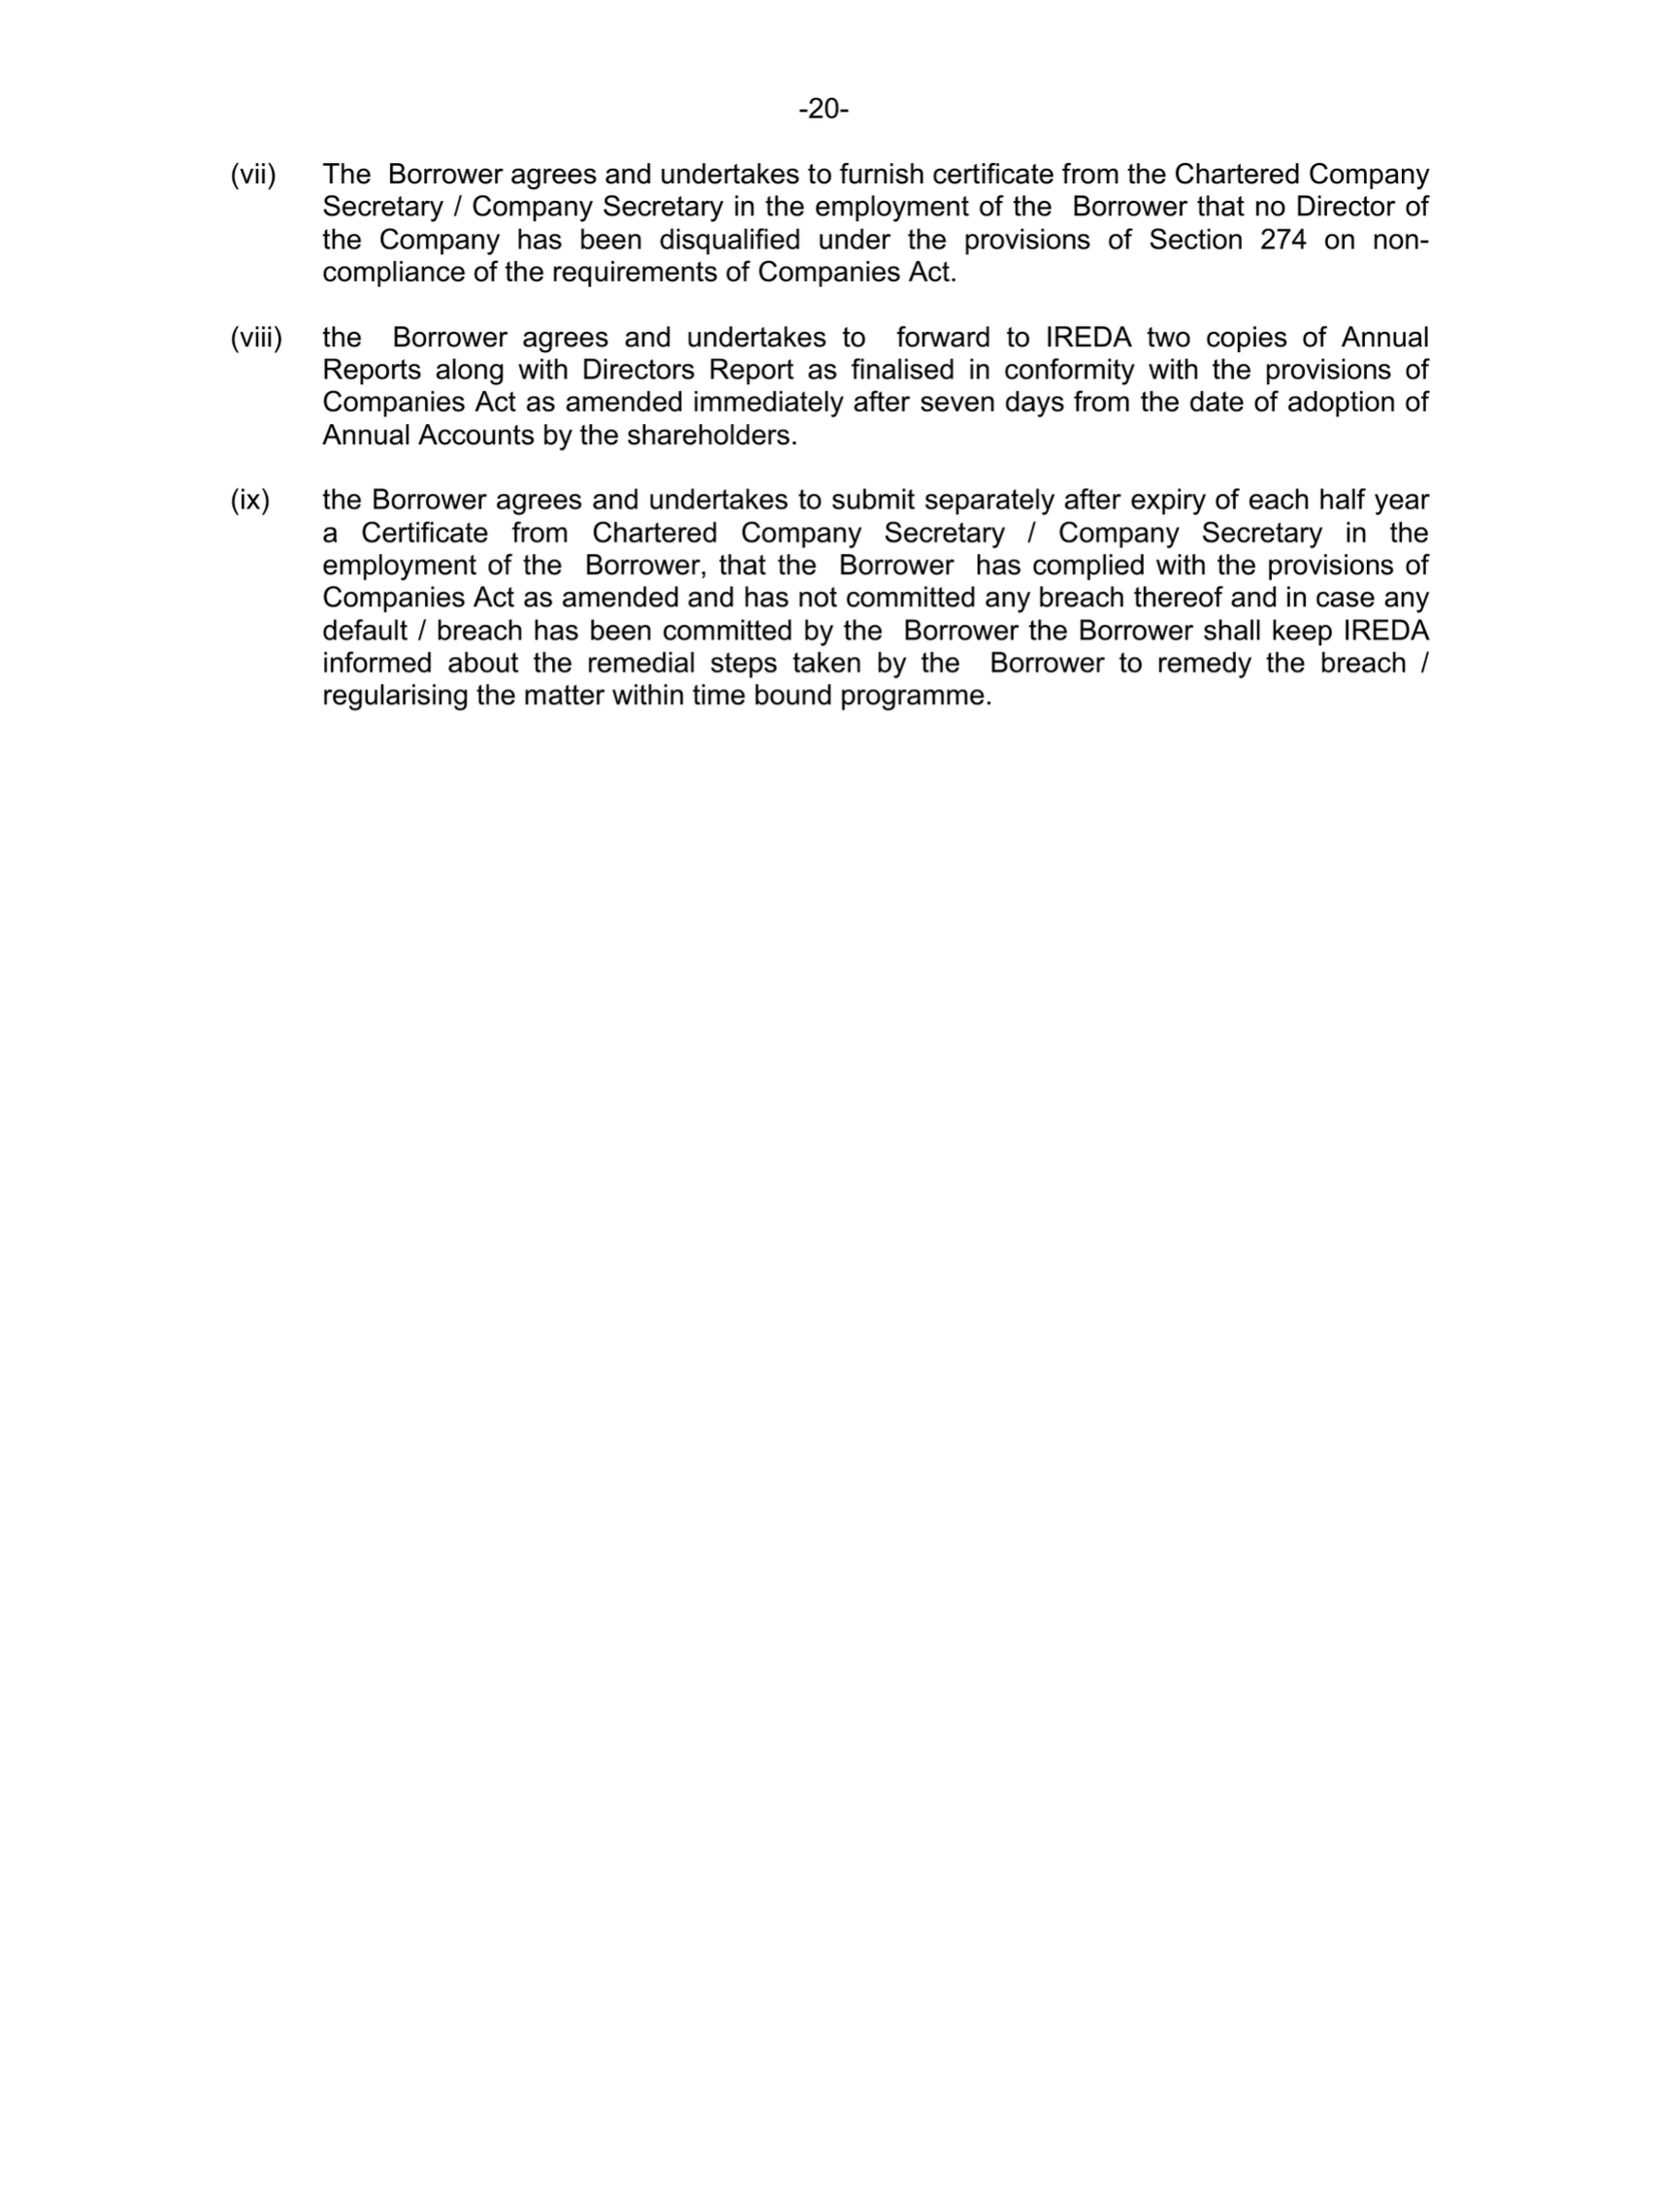 -20-
(vii) The Borrower agrees and undertakes to furnish certificate from the Chartered Company
Secretary / Company Secretary in the employment of the Borrower that no Director of
the Company has been disqualified under the provisions of Section 274 on non-
compliance of the requirements of Companies Act.
(viii) the Borrower agrees and undertakes to forward to IREDA two copies of Annual
Reports along with Directors Report as finalised in conformity with the provisions of
Companies Act as amended immediately after seven days from the date of adoption of
Annual Accounts by the shareholders.
(ix) the Borrower agrees and undertakes to submit separately after expiry of each half year
a Certificate from Chartered Company Secretary / Company Secretary in the
employment of the Borrower, that the Borrower has complied with the provisions of
Companies Act as amended and has not committed any breach thereof and in case any
default / breach has been committed by the Borrower the Borrower shall keep IREDA
informed about the remedial steps taken by the Borrower to remedy the breach /
regularising the matter within time bound programme.